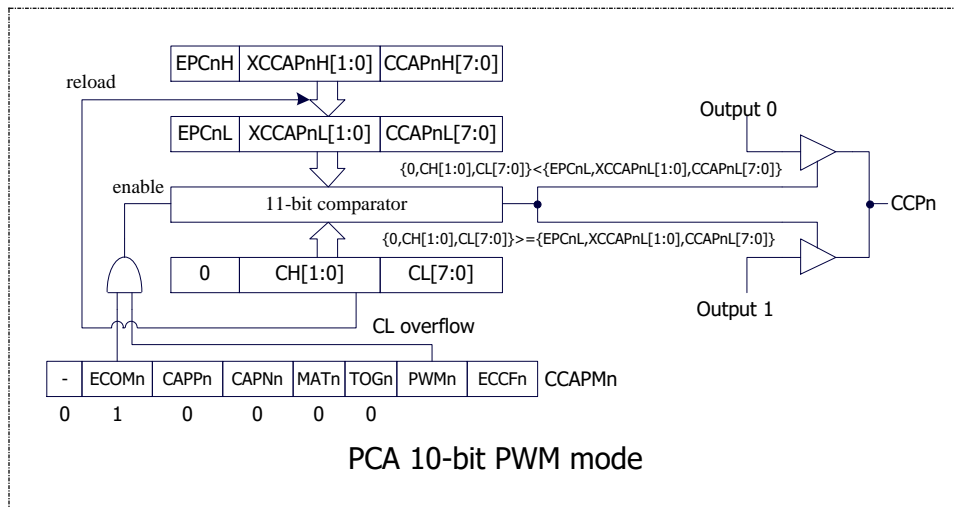 EPCnH XCCAPnH[1:0] CCAPnH[7:0]
reload
Output 0
EPCnL XCCAPnL[1:0] CCAPnL[7:0]
{0,CH[1:0],CL[7:0]}<{EPCnL,XCCAPnL[1:0],CCAPnL[7:0]}
enable
11-bit comparator
CCPn
{0,CH[1:0],CL[7:0]}>={EPCnL,XCCAPnL[1:0],CCAPnL[7:0]}
0 CH[1:0] CL[7:0]
Output 1
CL overflow
- ECOMn CAPPn CAPNn MATn TOGn PWMn ECCFn CCAPMn
0 1 0 0 0 0
PCA 10-bit PWM mode